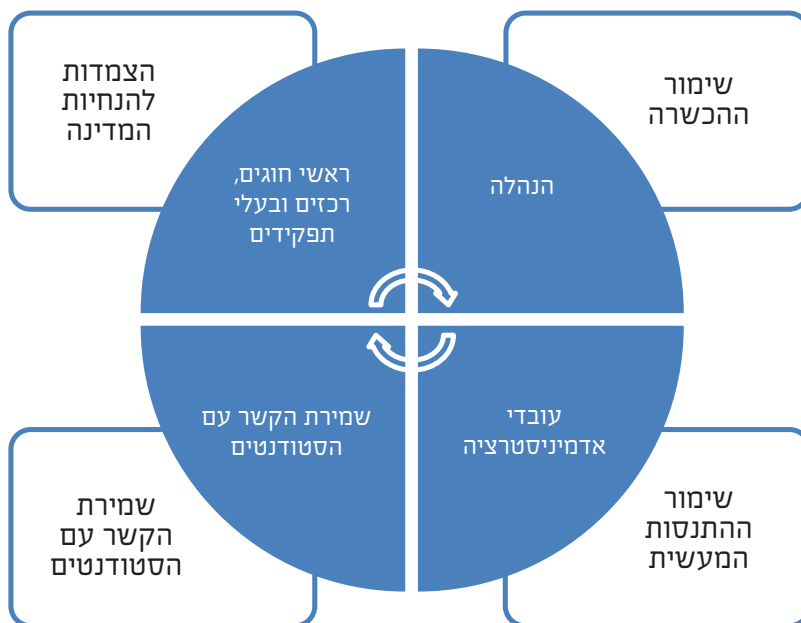 שימור
ההכשרה
הנהלה
הצמדות
להנחיות
המדינה
ראשי חוגים,
רכזים ובעלי
תפקידים
עובדי
אדמיניסטרציה
שימור
ההתנסות
המעשית
שמירת הקשר עם
הסטודנטים
שמירת
הקשר עם
הסטודנטים